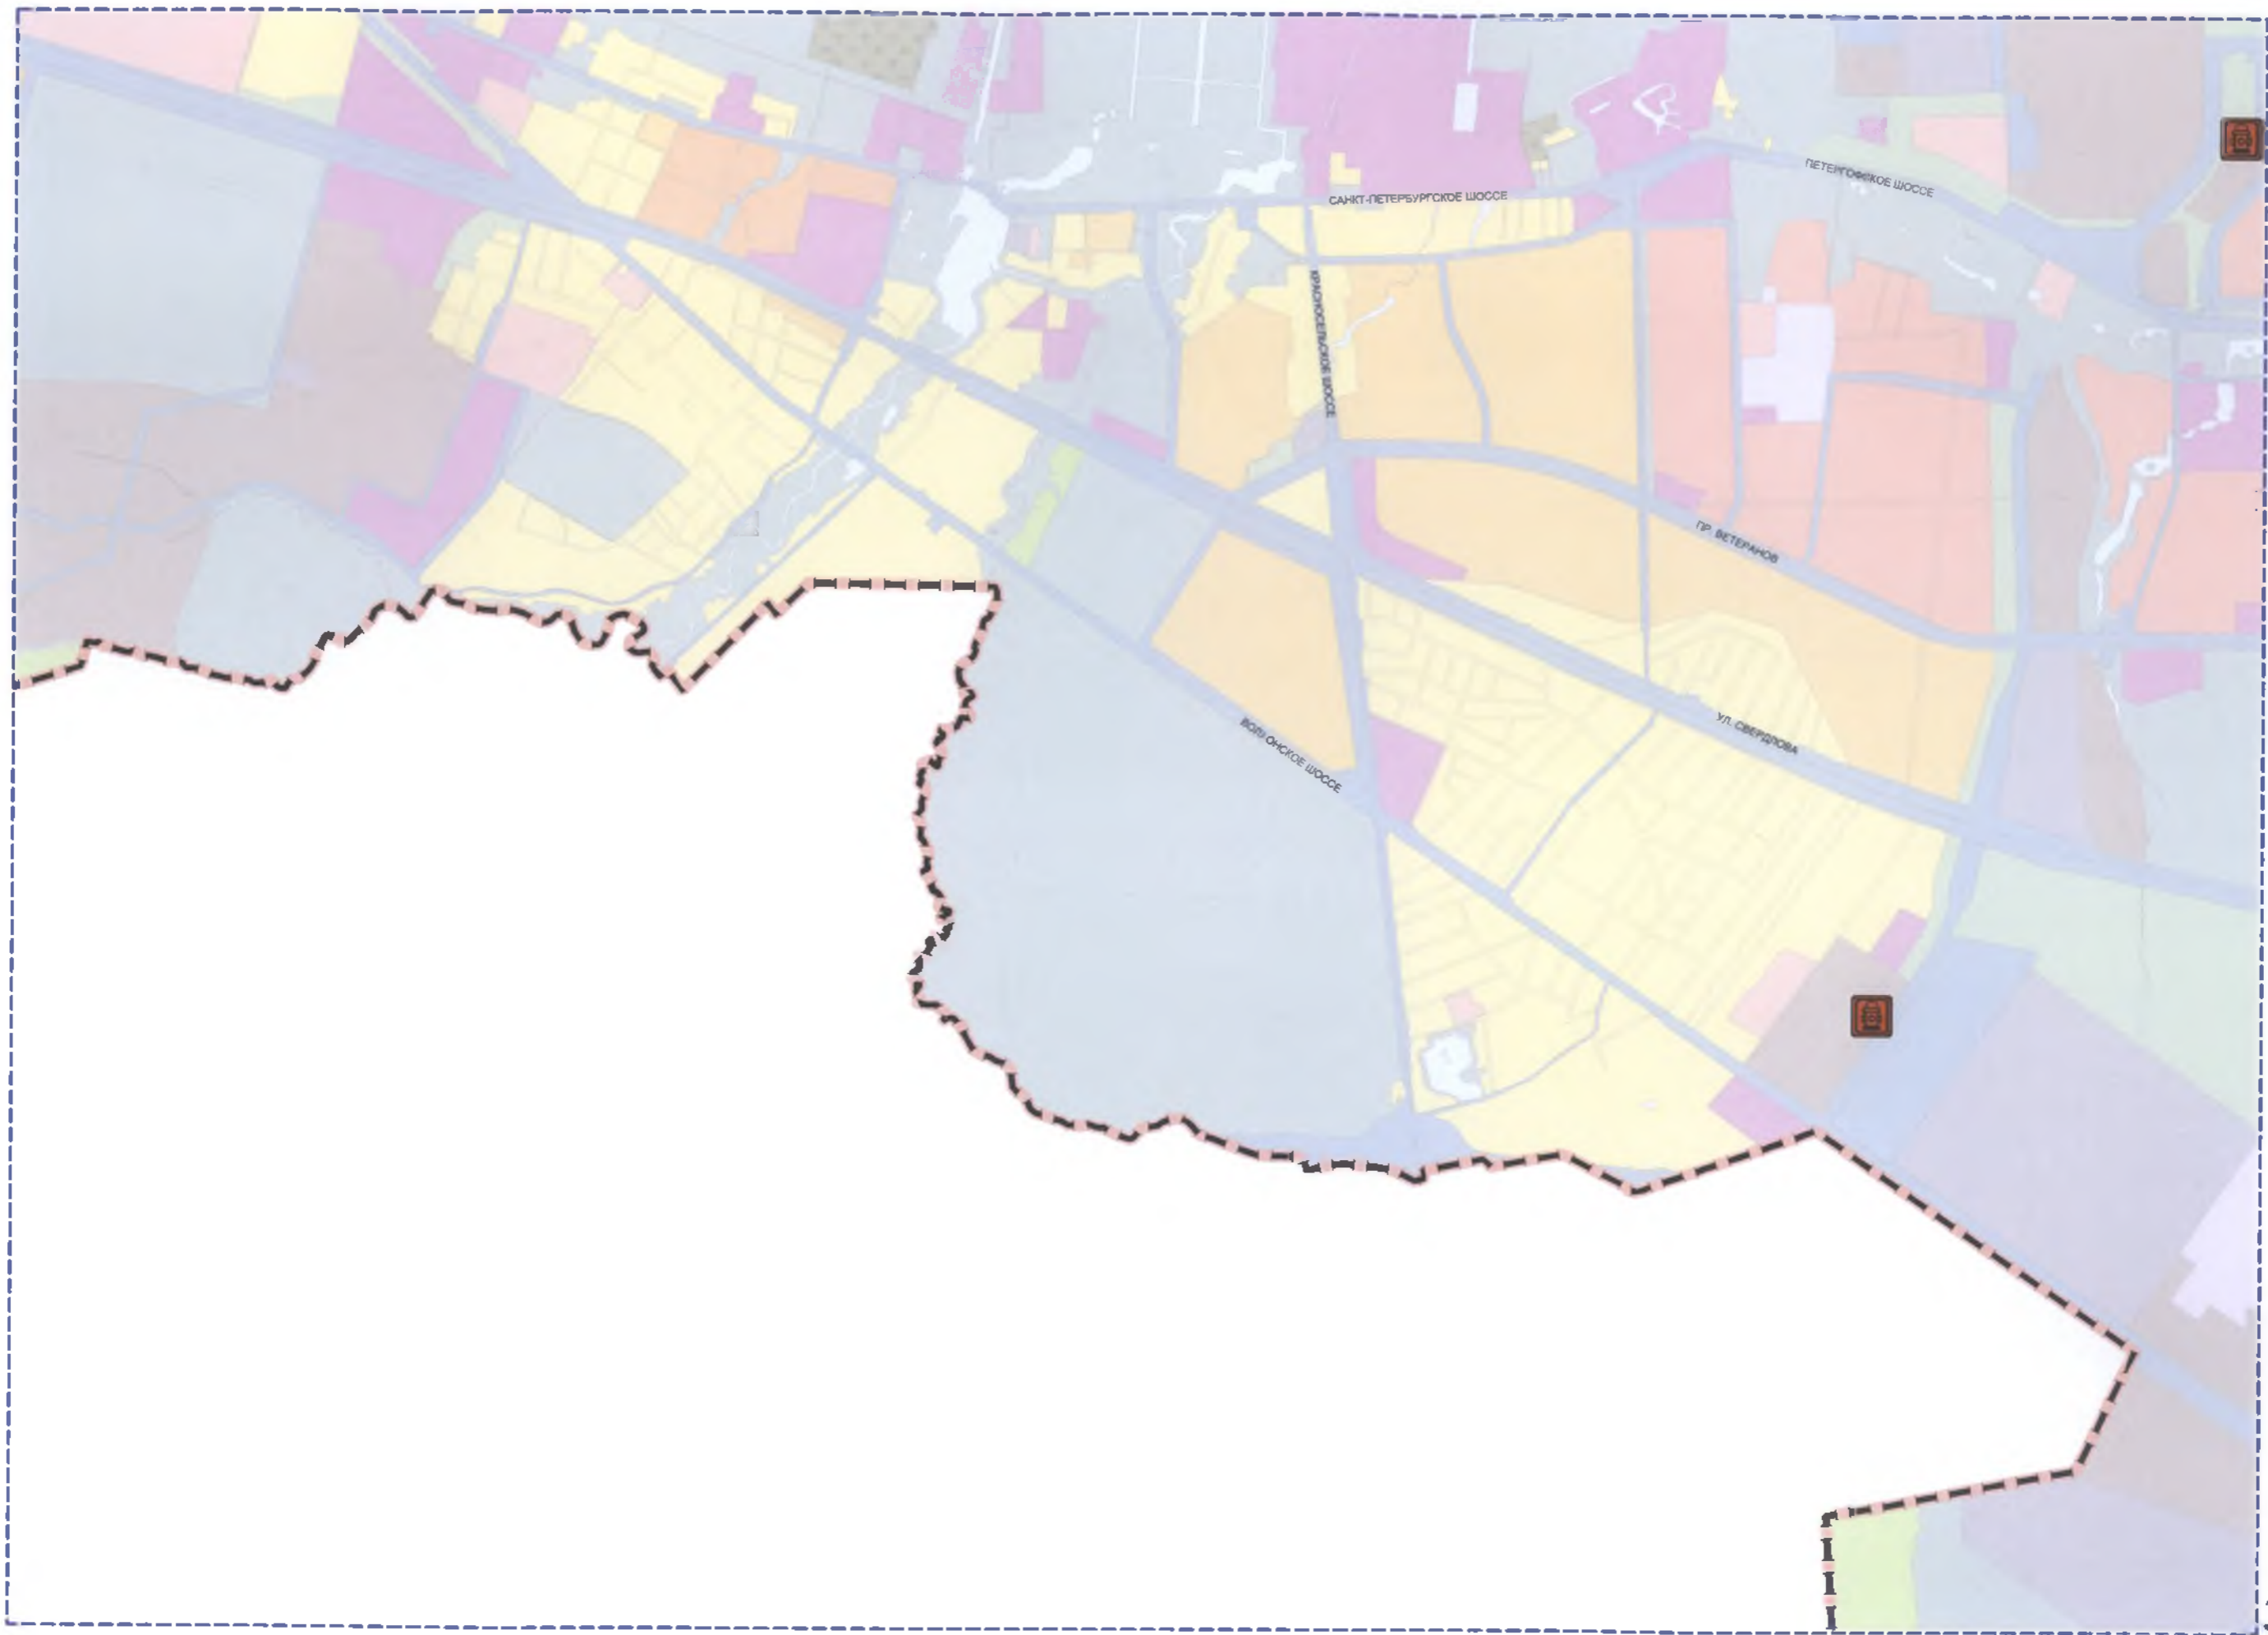 САНКТ-ПЕТЕРБУРГСКОЕ ШОССЕ
ПЕТЕРГОФСКОЕ ШОССЕ
КРАСНОСЕЛЬСКОЕ ШОССЕ
ПР. ВЕТЕРАНОВ
УЛ. СВЕРДЛОВА
ВОЛХОНСКОЕ ШОССЕ